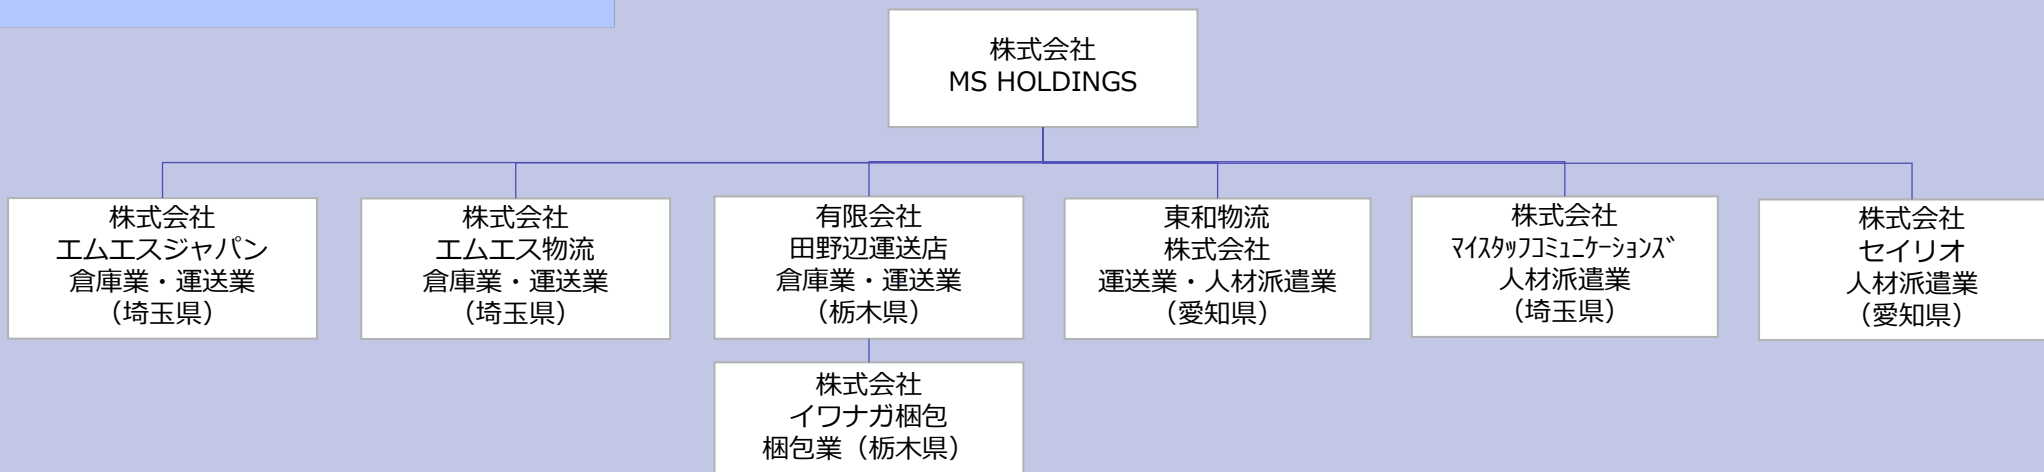 株式会社
MS HOLDINGS
株式会社
エムエスジャパン
倉庫業・運送業
（埼玉県）
株式会社
エムエス物流
倉庫業・運送業
（埼玉県）
有限会社
田野辺運送店
倉庫業・運送業
（栃木県）
東和物流
株式会社
運送業・人材派遣業
（愛知県）
株式会社
ﾏｲｽﾀｯﾌｺﾐｭﾆｹｰｼｮﾝｽﾞ
人材派遣業
（埼玉県）
株式会社
セイリオ
人材派遣業
（愛知県）
株式会社
イワナガ梱包
梱包業（栃木県）